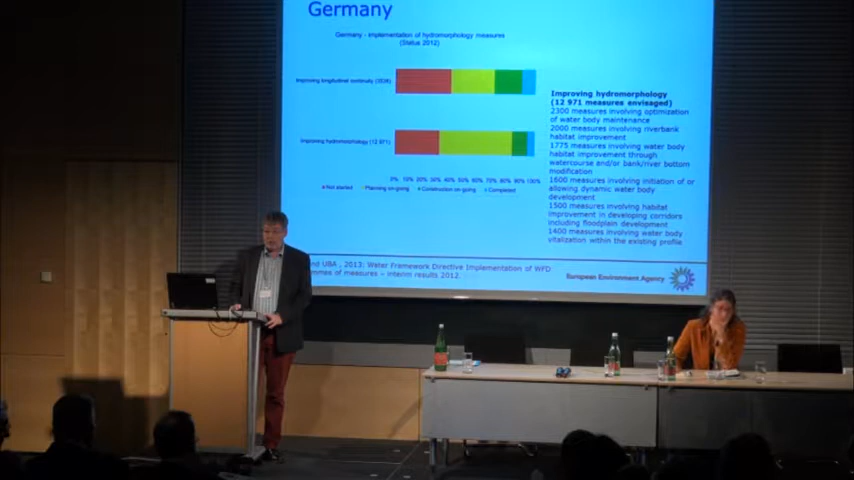 Germany
Germany - Implementation of hydromorphology measures
(Status 2012)
Improving longitudinal continuity
Improving hydromorphology (12 971)
0% 10% 20% 30% 40% 50% 60% 70% 80% 90% 100%
Not started Planning on-going Construction on-going Completed
Improving hydromorphology
(12 971 measures envisaged)
2300 measures involving optimization
of water body maintenance
2000 measures involving riverbank
habitat improvement
1775 measures involving water body
habitat improvement through
watercourse and/or bank/river bottom
modification
1600 measures involving initiation of or
allowing dynamic water body
development
1500 measures involving habitat
improvement in developing corridors
including floodplain development
1400 measures involving water body
vitalization within the existing profile
UBA , 2013: Water Framework Directive Implementation of WFD
of measures – interim results 2012.
European Environment Agency